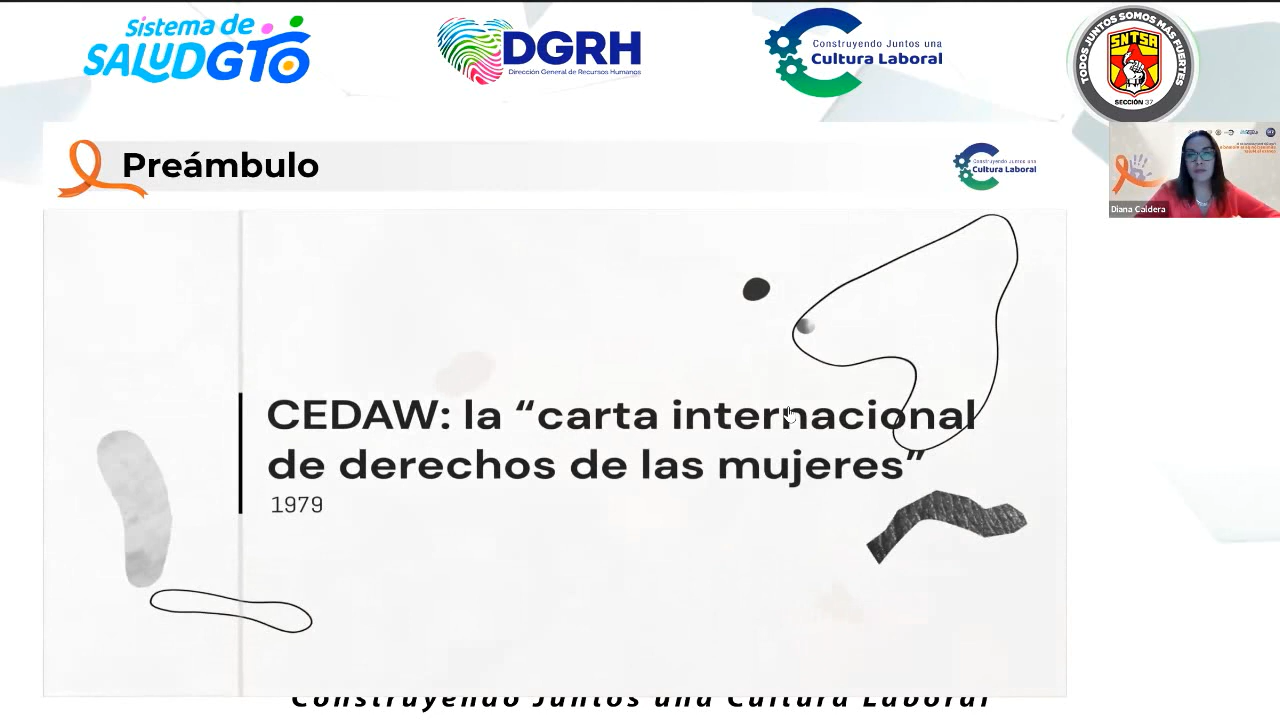 Sistema de
SALUDGTO
DGRH
Dirección General de Recursos Humanos
Construyendo Juntos una
Cultura Laboral
TODOS JUNTOS SOMOS MÁS FUERTES
SNTSA
SECCIÓN 37
Preámbulo
Construyendo Juntos una
Cultura Laboral
Diana Caldera
CEDAW: la “carta internacional
de derechos de las mujeres”
1979
Construyendo Juntos una Cultura Laboral